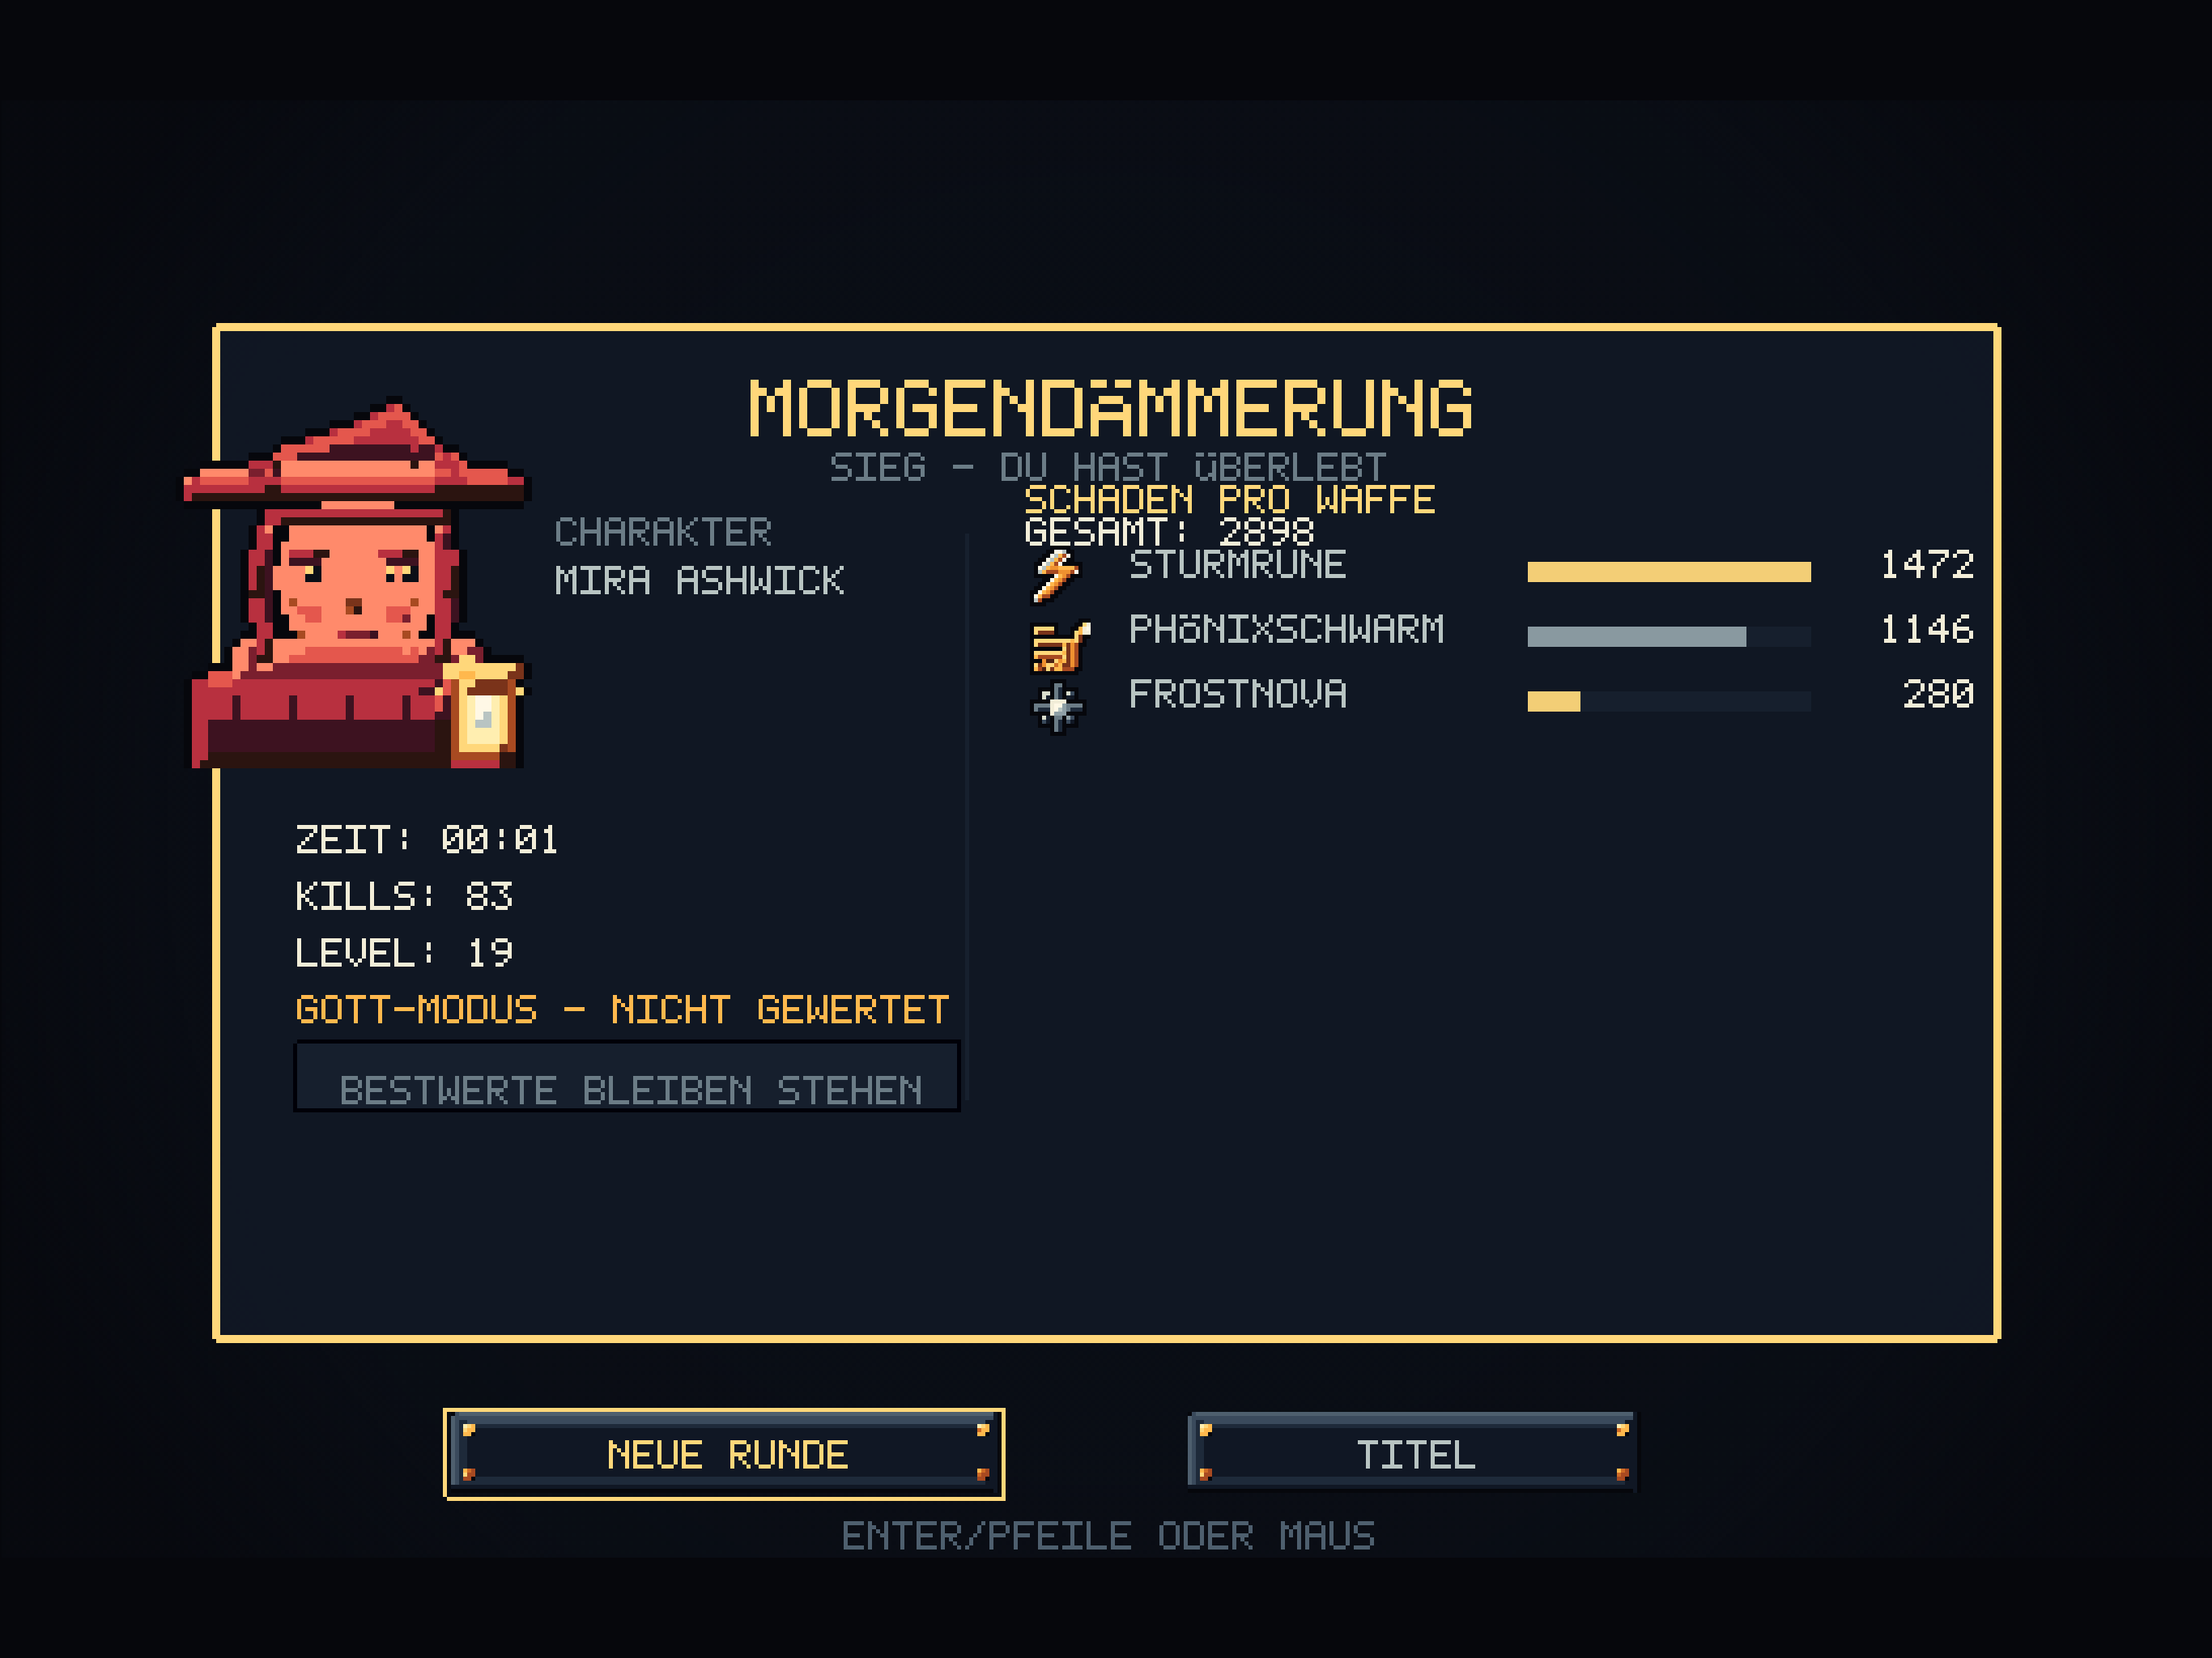 MORGENDäMMERUNG
SIEG - DU HAST üBERLEBT
CHARAKTER
MIRA ASHWICK
ZEIT: 00:01
KILLS: 83
LEVEL: 19
GOTT-MODUS - NICHT GEWERTET
BESTWERTE BLEIBEN STEHEN
SCHADEN PRO WAFFE
GESAMT: 2898
STURMRUNE 1472
PHöNIXSCHWARM 1146
FROSTNOVA 280
NEUE RUNDE
TITEL
ENTER/PFEILE ODER MAUS